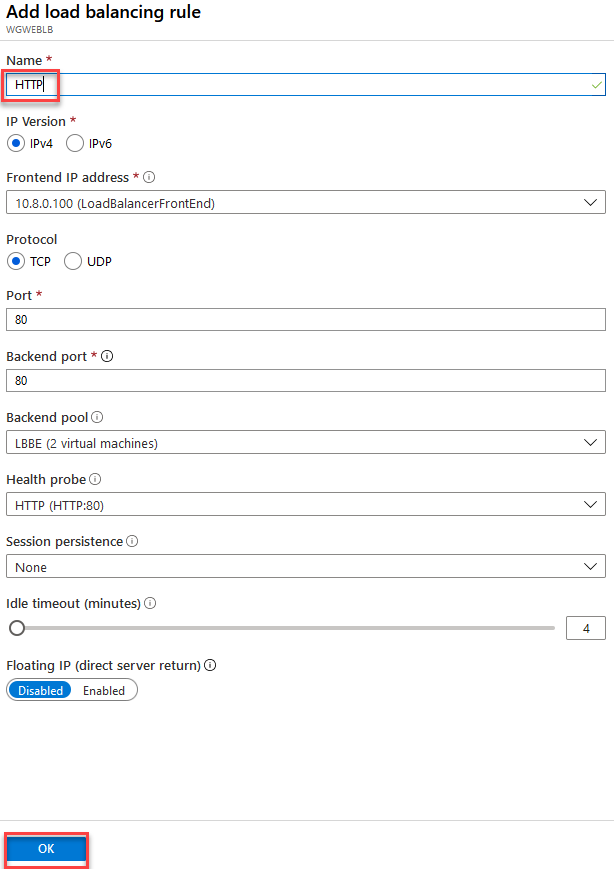 Add load balancing rule
WGWEBLB
Name *
HTTP
IP Version *
IPv4 IPv6
Frontend IP address *
10.8.0.100 (LoadBalancerFrontEnd)
Protocol
TCP UDP
Port *
80
Backend port *
80
Backend pool
LBBE (2 virtual machines)
Health probe
HTTP (HTTP:80)
Session persistence
None
Idle timeout (minutes)
4
Floating IP (direct server return)
Disabled Enabled
OK